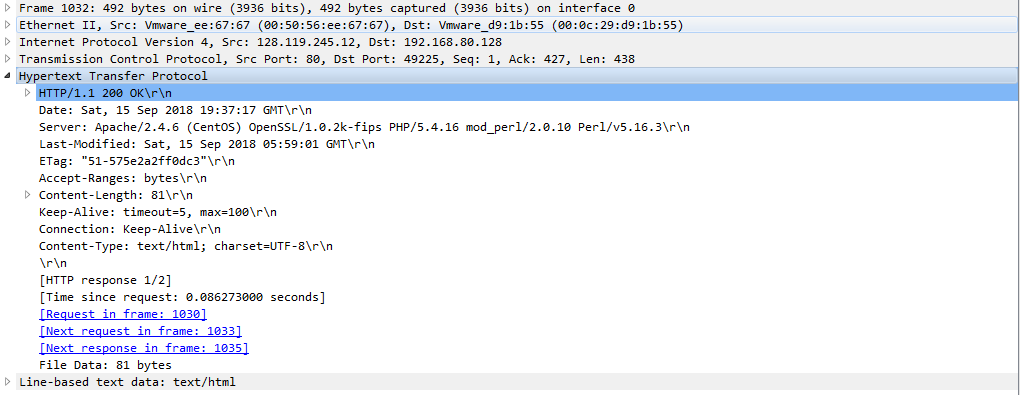 Frame 1032: 492 bytes on wire (3936 bits), 492 bytes captured (3936 bits) on interface 0
Ethernet II, Src: Vmware_ee:67:67 (00:50:56:ee:67:67), Dst: Vmware_d9:1b:55 (00:0c:29:d9:1b:55)
Internet Protocol Version 4, Src: 128.119.245.12, Dst: 192.168.80.128
Transmission Control Protocol, Src Port: 80, Dst Port: 49225, Seq: 1, Ack: 427, Len: 438
Hypertext Transfer Protocol
HTTP/1.1 200 OK\r\n
Date: Sat, 15 Sep 2018 19:37:17 GMT\r\n
Server: Apache/2.4.6 (CentOS) OpenSSL/1.0.2k-fips PHP/5.4.16 mod_perl/2.0.10 Perl/v5.16.3\r\n
Last-Modified: Sat, 15 Sep 2018 05:59:01 GMT\r\n
ETag: "51-575e2a2ff0dc3"\r\n
Accept-Ranges: bytes\r\n
Content-Length: 81\r\n
Keep-Alive: timeout=5, max=100\r\n
Connection: Keep-Alive\r\n
Content-Type: text/html; charset=UTF-8\r\n
\r\n
[HTTP response 1/2]
[Time since request: 0.086273000 seconds]
[Request in frame: 1030]
[Next request in frame: 1033]
[Next response in frame: 1035]
File Data: 81 bytes
Line-based text data: text/html